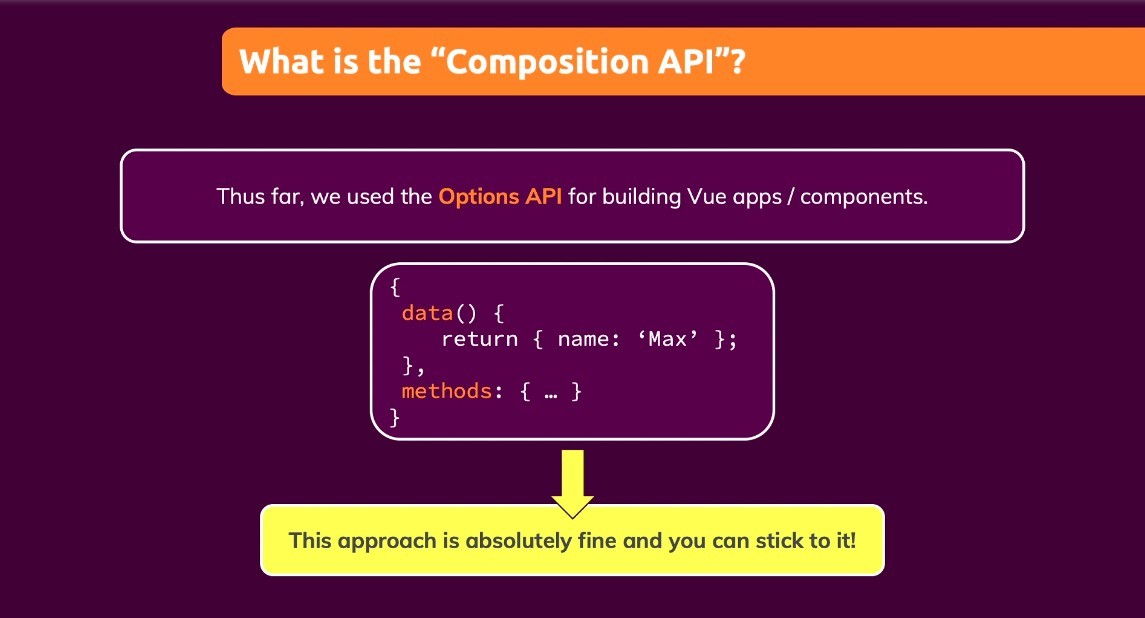 What is the “Composition API”?
Thus far, we used the Options API for building Vue apps / components.
{
data() {
return { name: ‘Max’ };
},
methods: { … }
}
This approach is absolutely fine and you can stick to it!